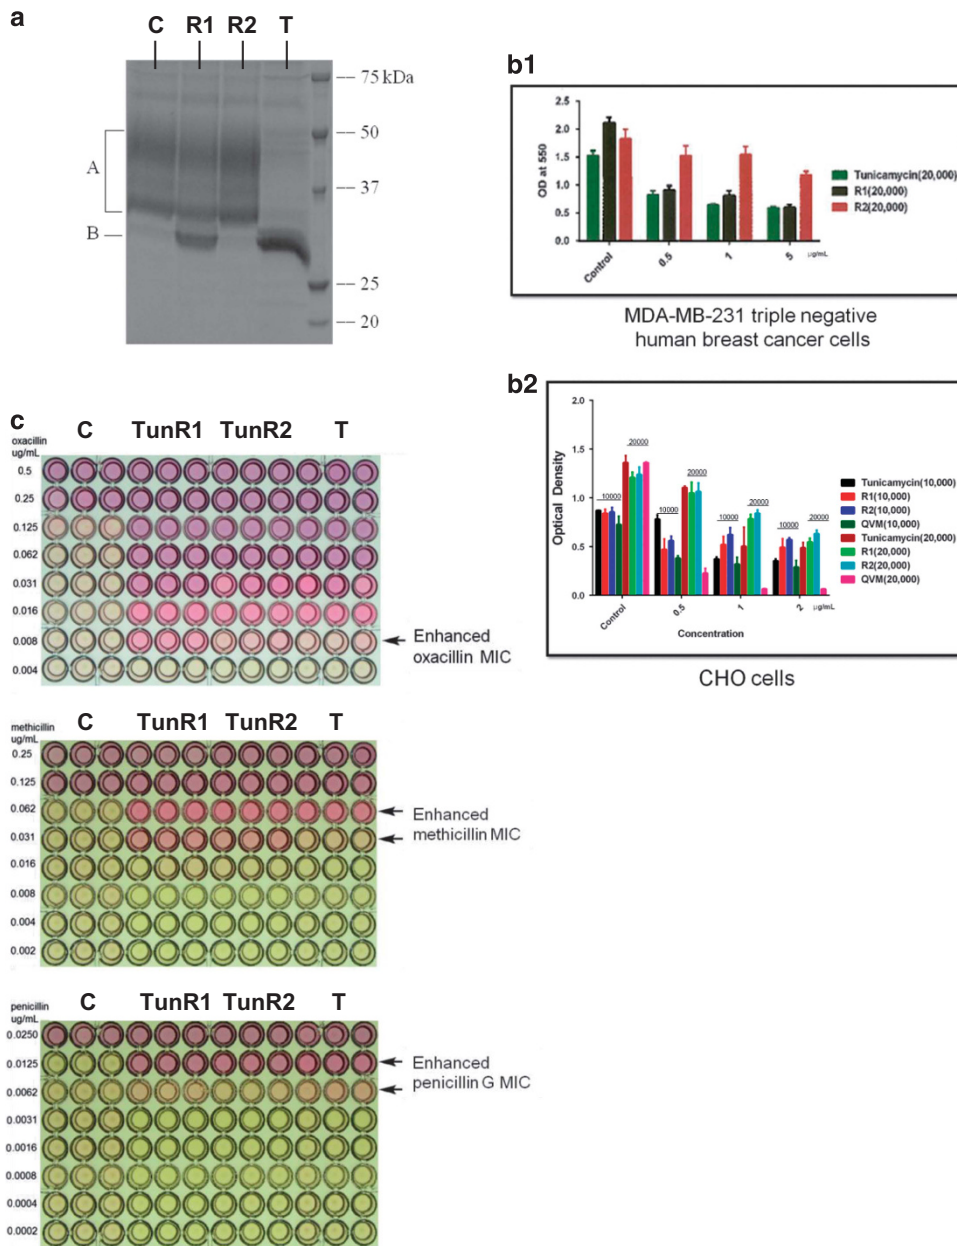 a
C R1 R2 T
75 kDa
50
37
25
20
A
B
b1
2.5
2.0
1.5
1.0
0.5
0.0
OD at 550
Control
0.5
1
5
µg/mL
Tunicamycin(20,000)
R1(20,000)
R2(20,000)
MDA-MB-231 triple negative
human breast cancer cells
b2
2.0
1.5
1.0
0.5
0.0
Optical Density
10000
20000
10000
20000
10000
20000
10000
20000
Control
0.5
1
2
µg/mL
Concentration
Tunicamycin(10,000)
R1(10,000)
R2(10,000)
QVM(10,000)
Tunicamycin(20,000)
R1(20,000)
R2(20,000)
QVM(20,000)
CHO cells
c
C TunR1 TunR2 T
oxacillin
ug/mL
0.5
0.25
0.125
0.062
0.031
0.016
0.008
0.004
Enhanced
oxacillin MIC
C TunR1 TunR2 T
methicillin
ug/mL
0.25
0.125
0.062
0.031
0.016
0.008
0.004
0.002
Enhanced
methicillin MIC
C TunR1 TunR2 T
penicillin
ug/mL
0.0250
0.0125
0.0062
0.0031
0.0016
0.0008
0.0004
0.0002
Enhanced
penicillin G MIC